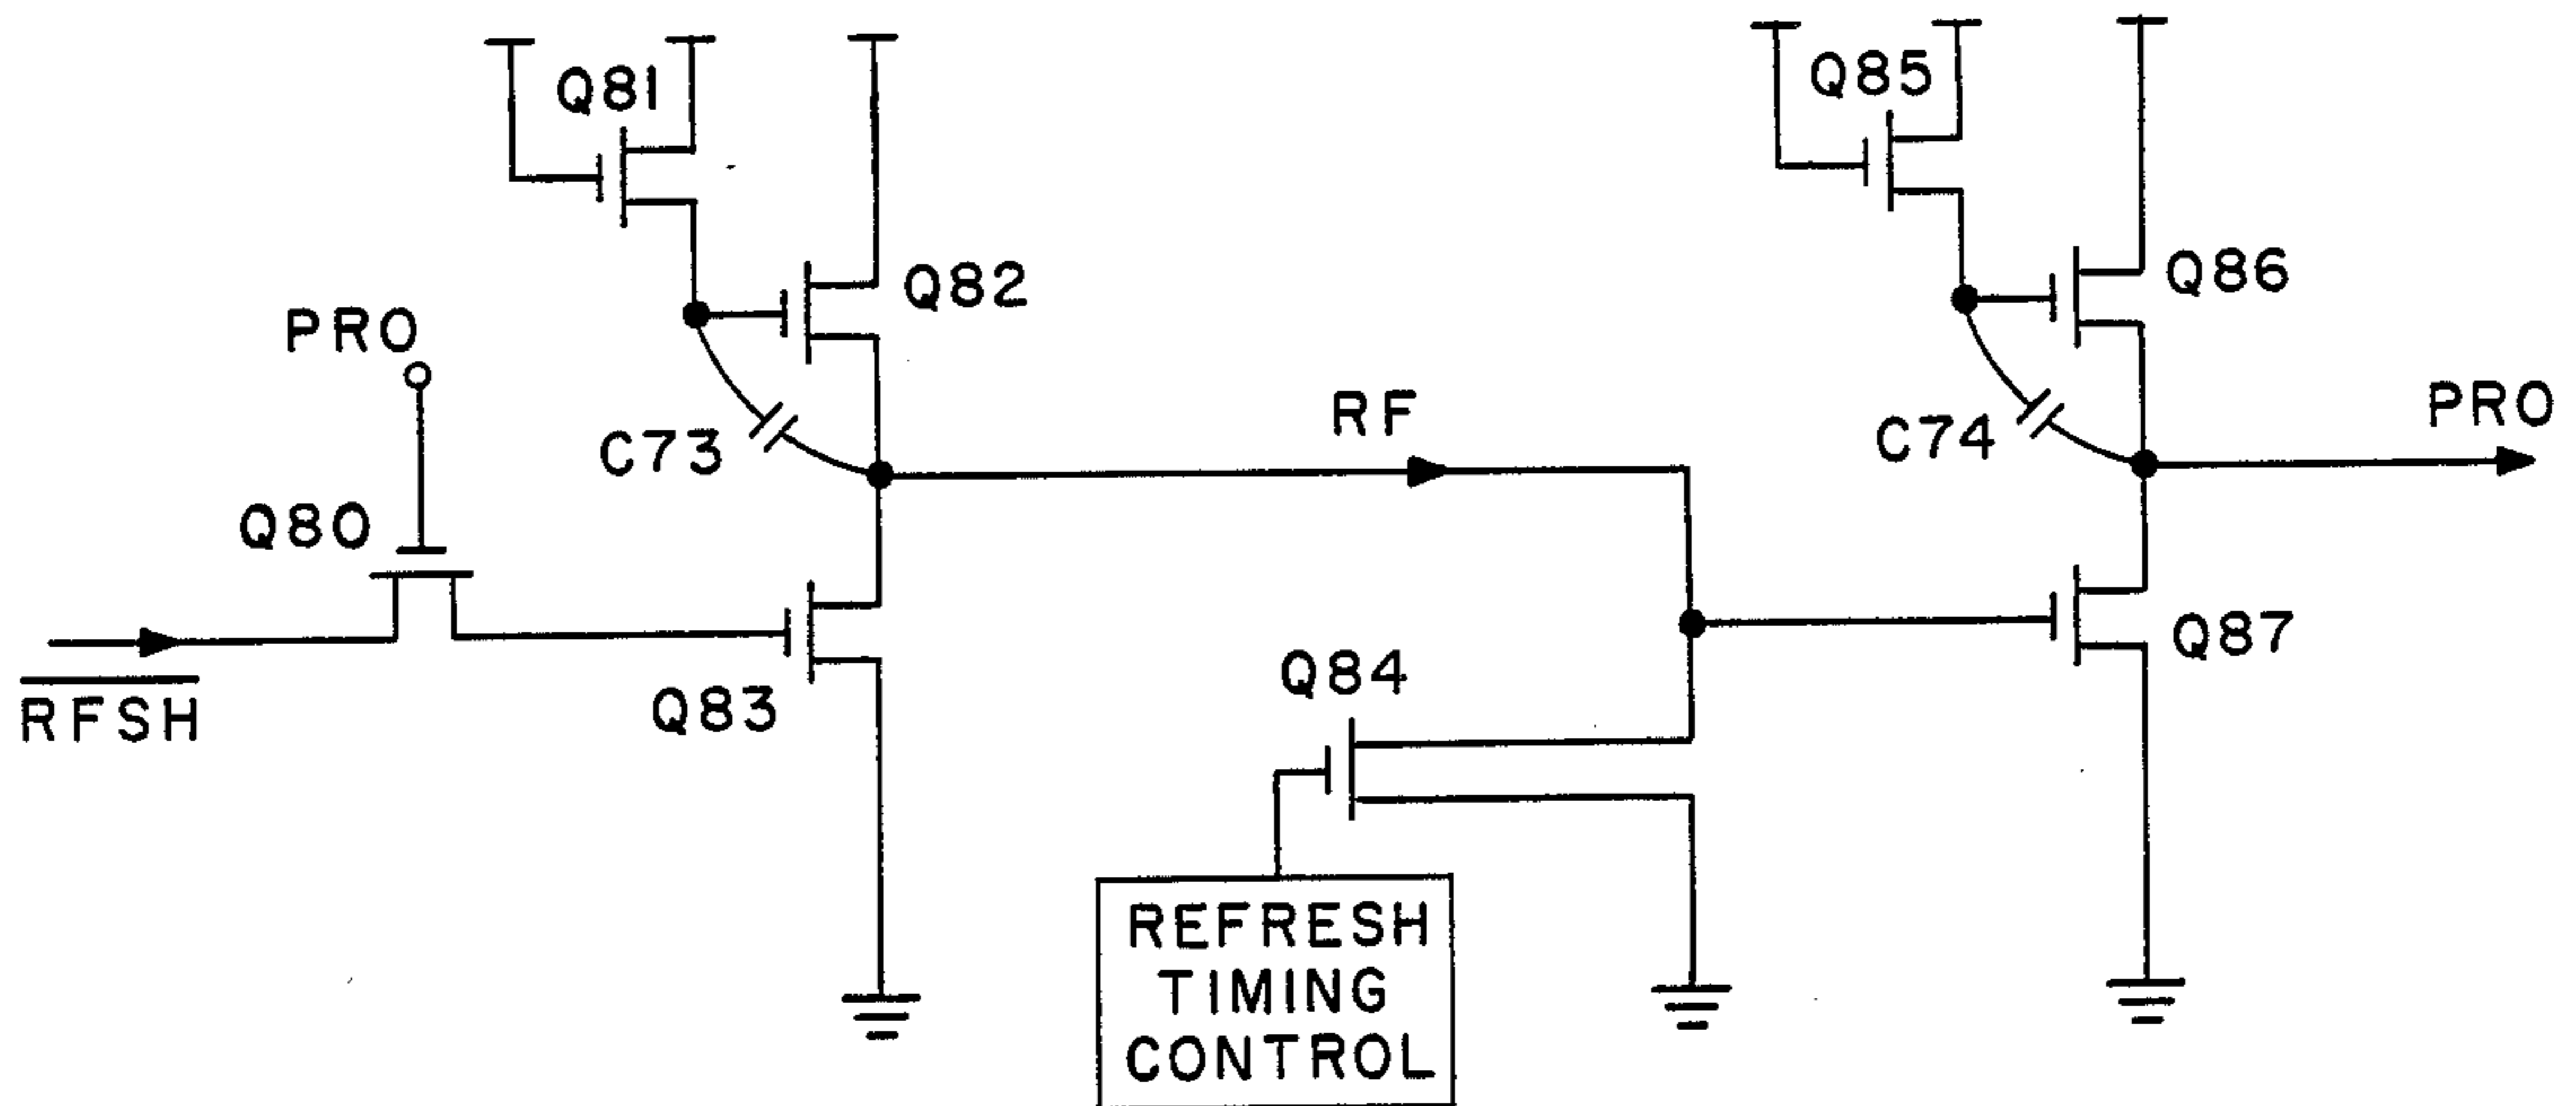 Q81
Q85
Q82
Q86
PRO
RF
PRO
C73
C74
Q80
Q83
Q84
Q87
RFSH
REFRESH
TIMING
CONTROL